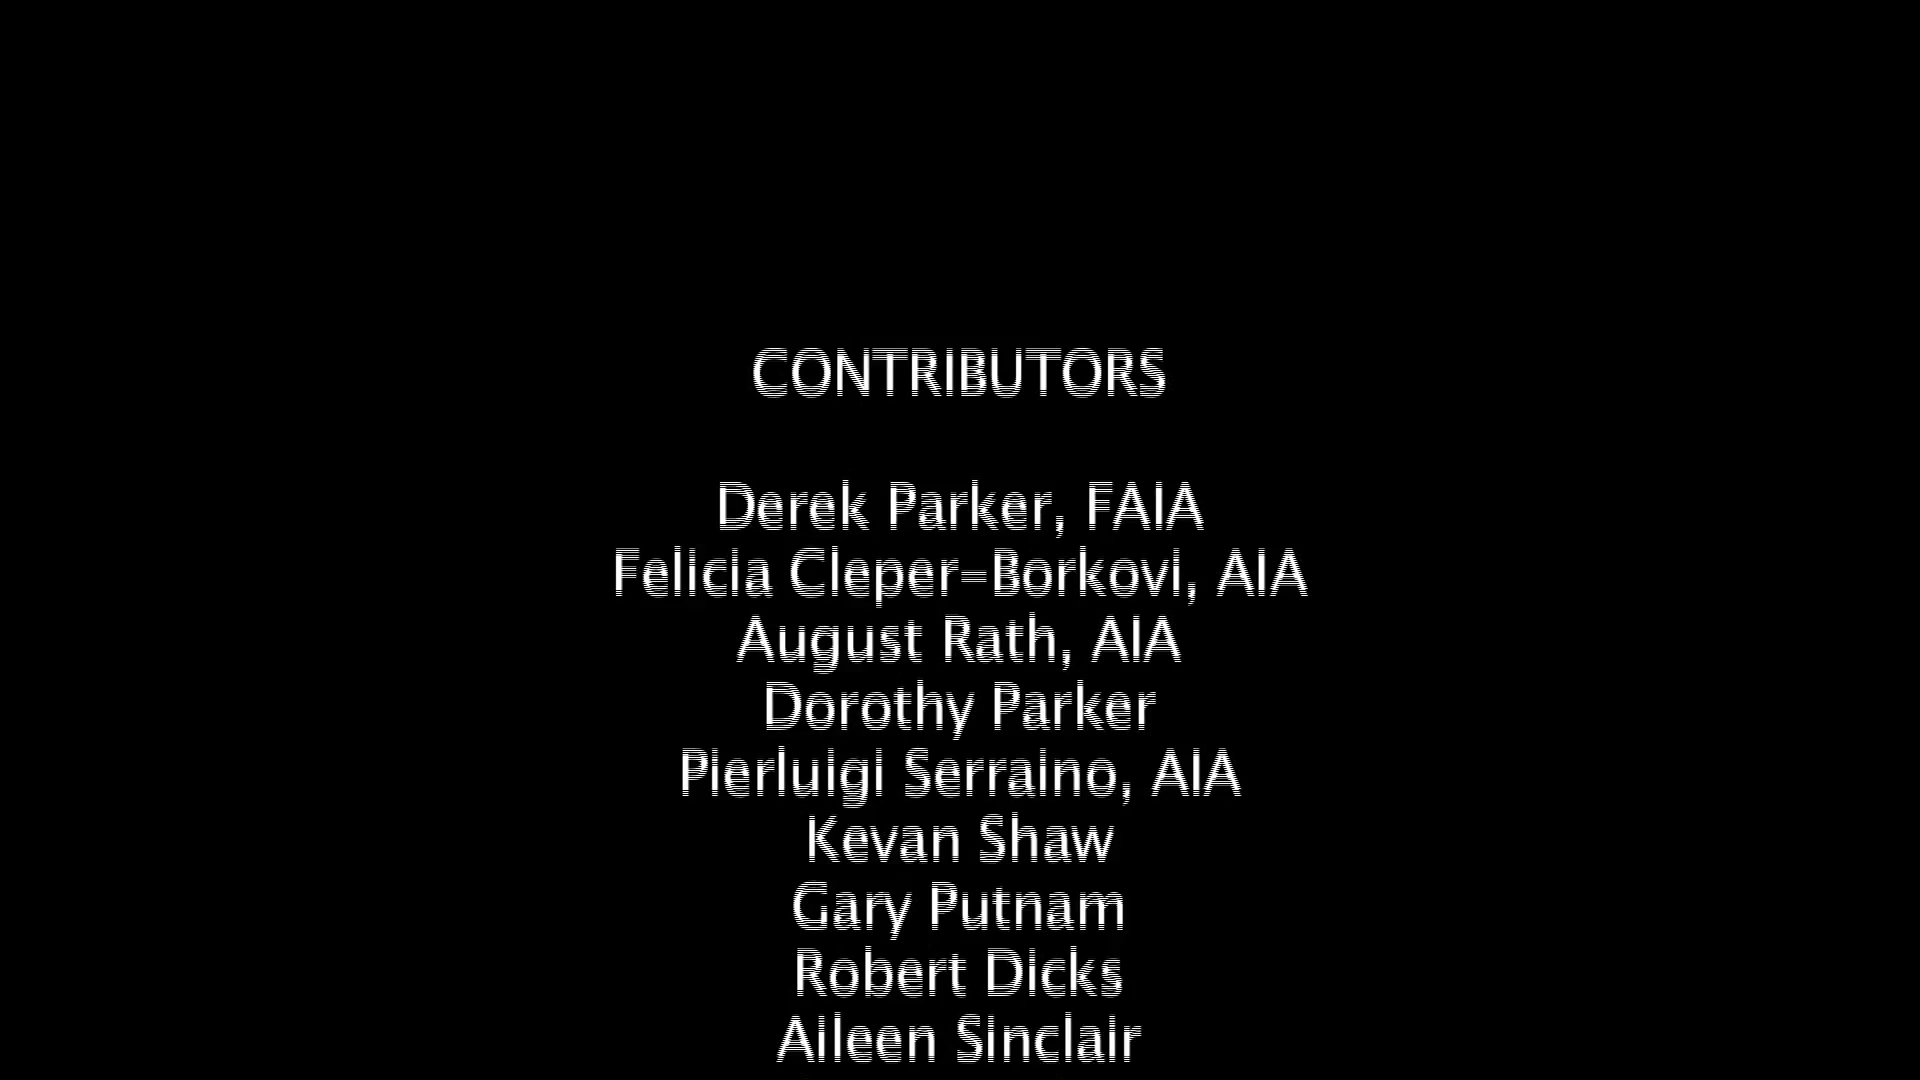 CONTRIBUTORS
Derek Parker, FAIA
Felicia Cleper-Borkovi, AIA
August Rath, AIA
Dorothy Parker
Pierluigi Serraino, AIA
Kevan Shaw
Gary Putnam
Robert Dicks
Aileen Sinclair